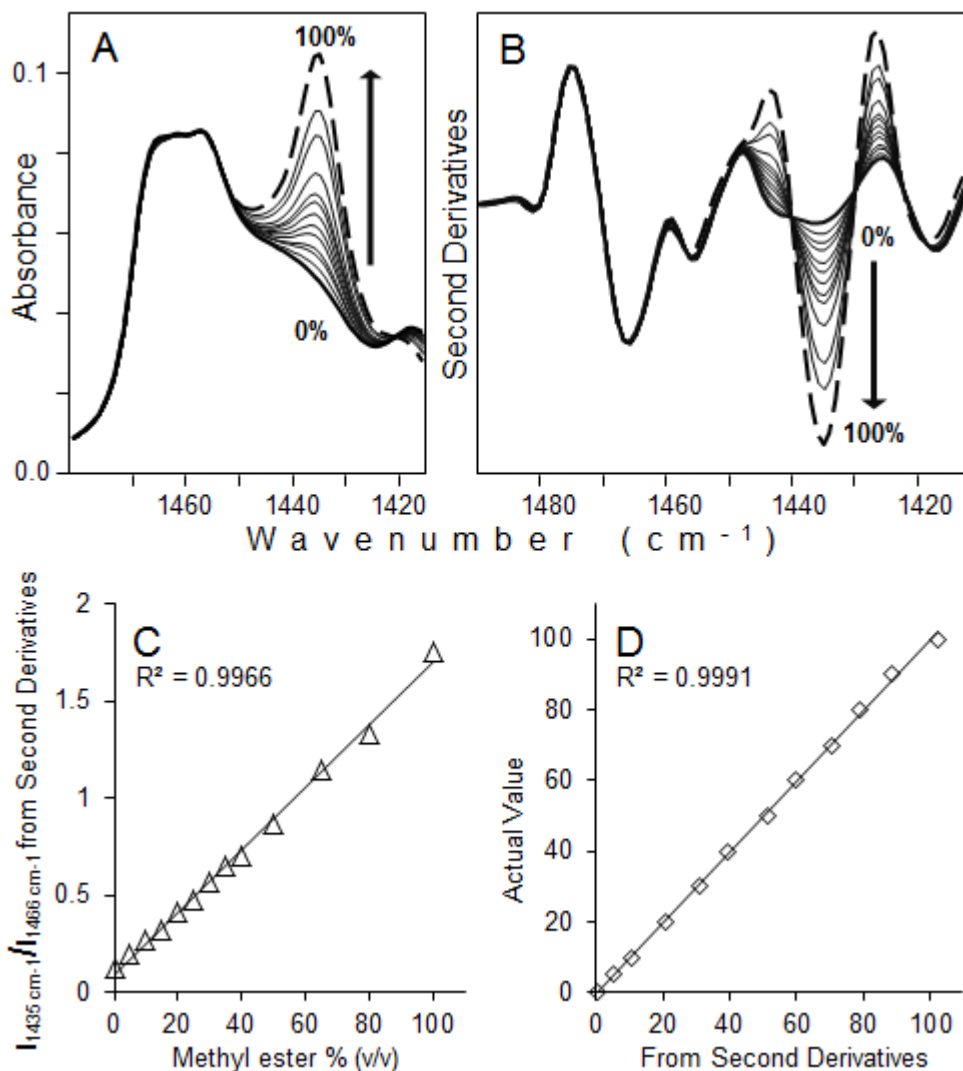 A
100%
0%
0.1
0.0
Absorbance
1460
1440
1420
B
0%
100%
Second Derivatives
1480
1460
1440
1420
Wavenumber (cm-1)
C
R² = 0.9966
2
1.5
1
0.5
0
I1435 cm-1/I1466 cm-1 from Second Derivatives
0
20
40
60
80
100
Methyl ester % (v/v)
D
R² = 0.9991
100
80
60
40
20
0
Actual Value
0
20
40
60
80
100
From Second Derivatives